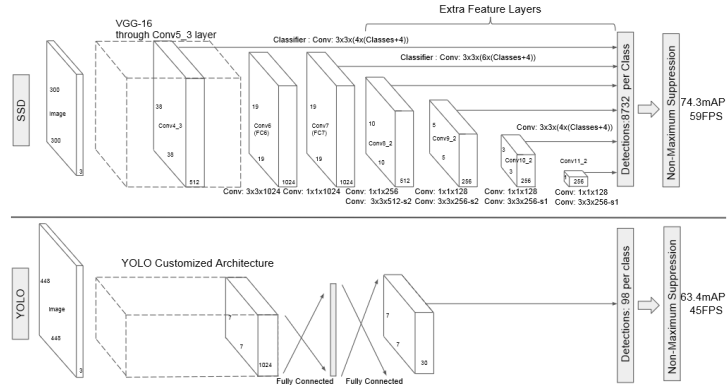 Extra Feature Layers
VGG-16
through Conv5_3 layer
Classifier : Conv: 3x3x(4x(Classes+4))
Classifier : Conv: 3x3x(6x(Classes+4))
SSD
300
Image
300
3
38
Conv4_3
38
512
19
Conv6
(FC6)
19
1024
19
Conv7
(FC7)
19
1024
10
Conv8_2
10
512
5
Conv9_2
5
256
Conv: 3x3x(4x(Classes+4))
3
Conv10_2
3
256
Conv11_2
256
Conv: 3x3x1024
Conv: 1x1x1024
Conv: 1x1x256
Conv: 3x3x512-s2
Conv: 1x1x128
Conv: 3x3x256-s2
Conv: 1x1x128
Conv: 3x3x256-s1
Conv: 1x1x128
Conv: 3x3x256-s1
Detections:8732 per Class
Non-Maximum Suppression
74.3mAP
59FPS
YOLO
448
Image
448
3
YOLO Customized Architecture
7
7
1024
Fully Connected
Fully Connected
7
7
30
Detections: 98 per class
Non-Maximum Suppression
63.4mAP
45FPS